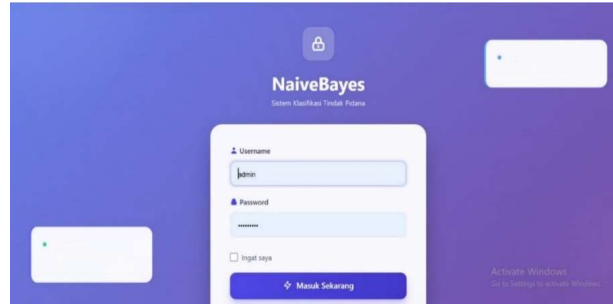 NaiveBayes
Sistem Klasifikasi Tindak Pidana
Username
admin
Password
Ingat saya
Masuk Sekarang
Activate Windows
Go to Settings to activate Windows.